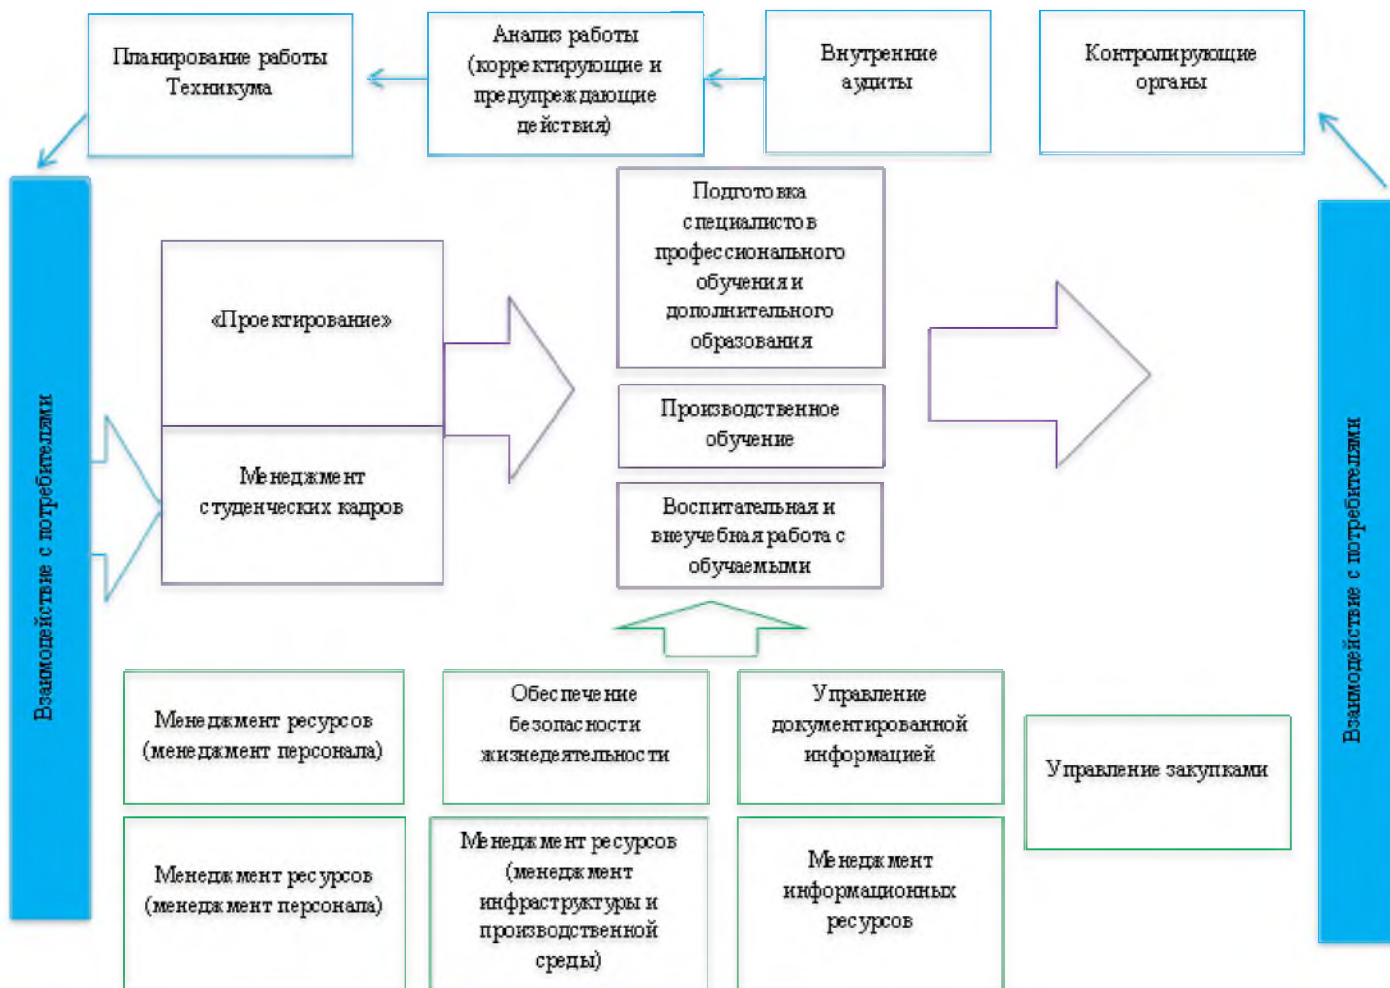 Планирование работы
Техникума
Анализ работы
(корректирующие и
предупреждающие
действия)
Внутренние
аудиты
Контролирующие
органы
Взаимодействие с потребителями
«Проектирование»
Менеджмент
студенческих кадров
Подготовка
специалистов
профессионального
обучения и
дополнительного
образования
Производственное
обучение
Воспитательная и
внеучебная работа с
обучаемыми
Взаимодействие с потребителями
Менеджмент ресурсов
(менеджмент персонала)
Обеспечение
безопасности
жизнедеятельности
Управление
документированной
информацией
Управление закупками
Менеджмент ресурсов
(менеджмент персонала)
Менеджмент ресурсов
(менеджмент
инфраструктуры и
производственной
среды)
Менеджмент
информационных
ресурсов